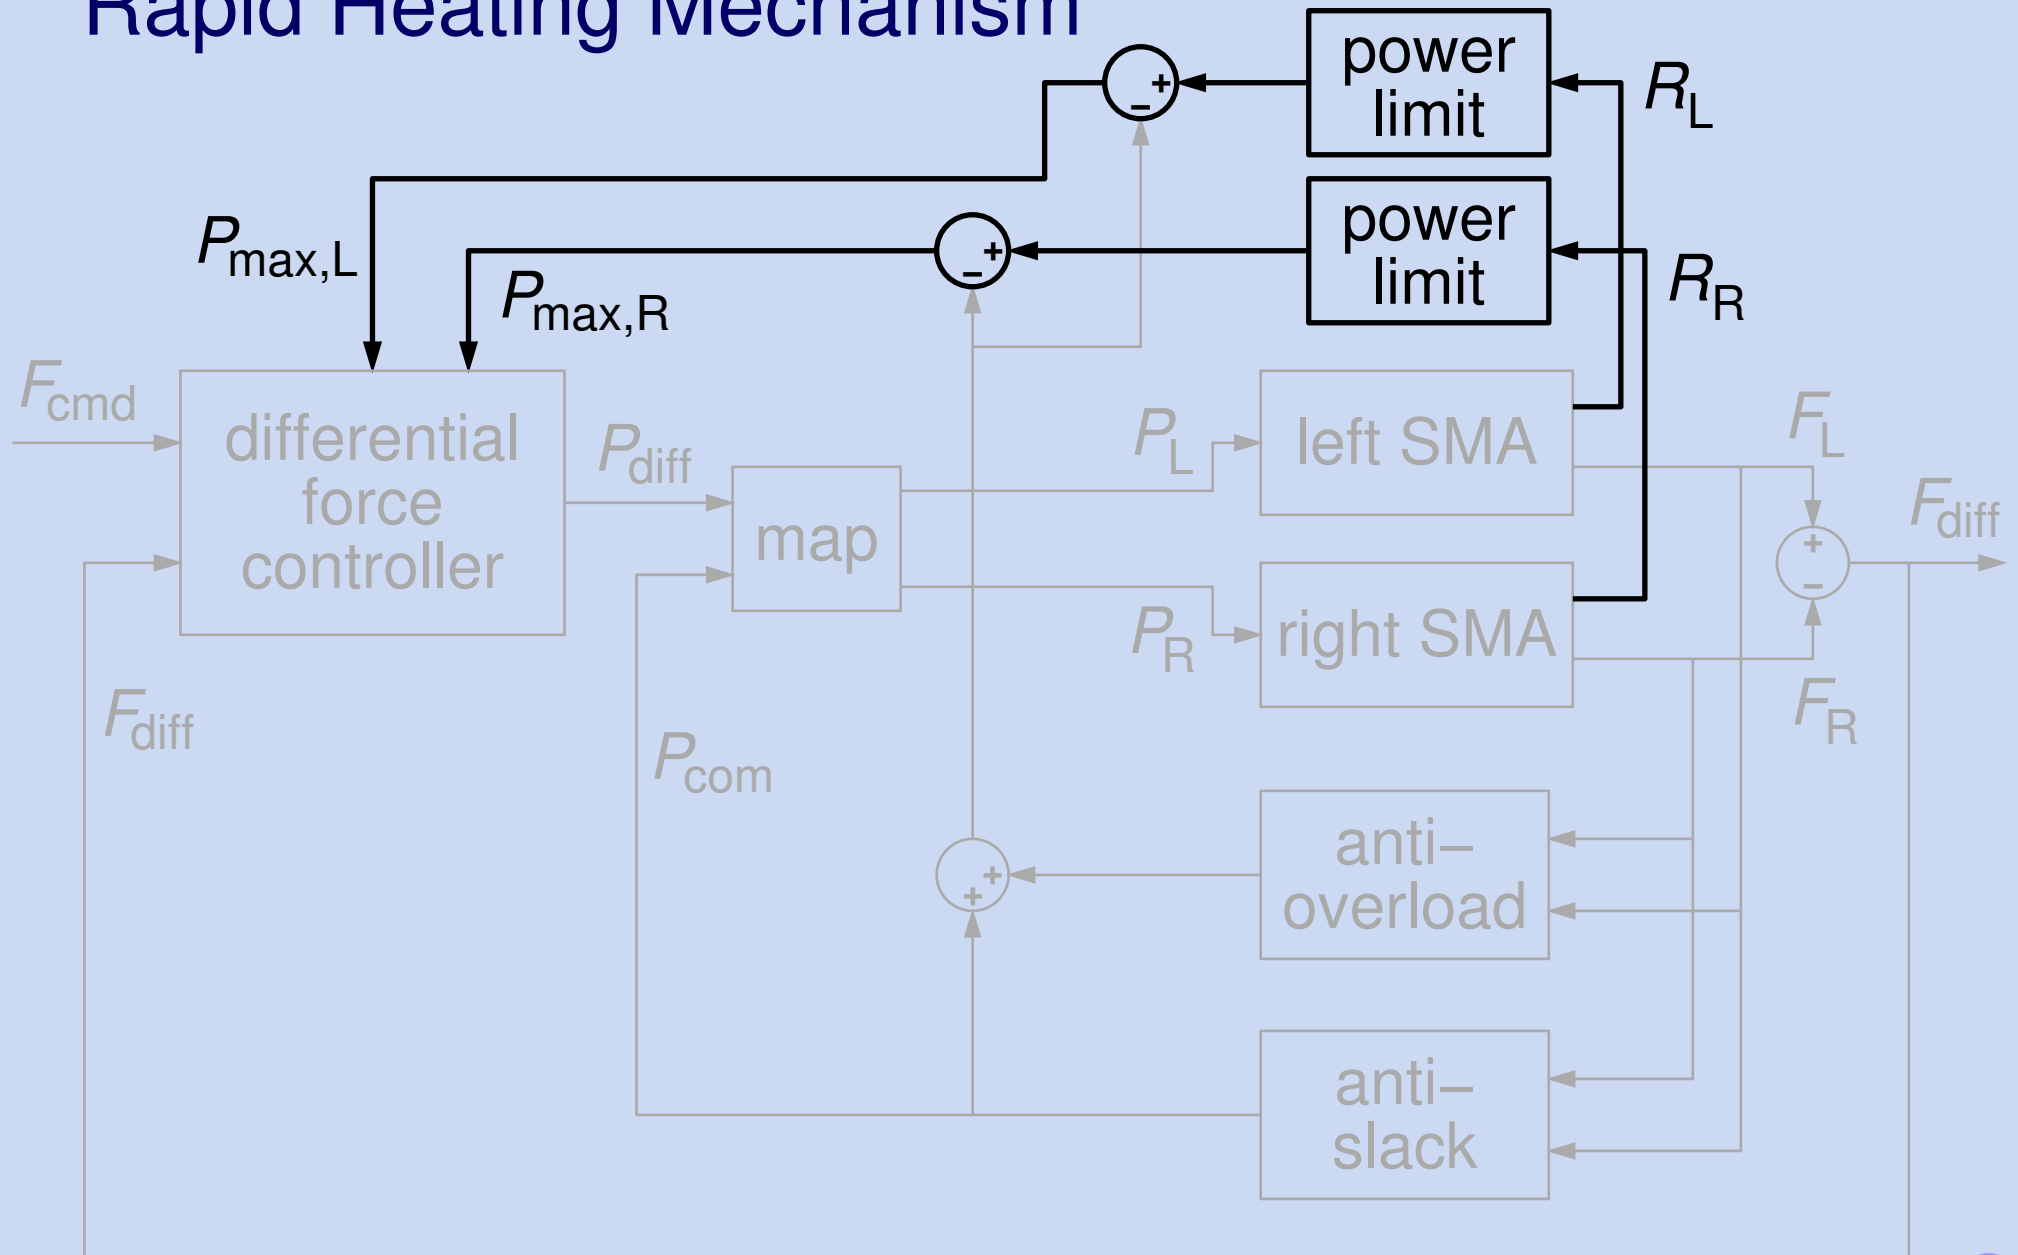 Rapid Heating Mechanism
power
limit
R_L
+
−
power
limit
R_R
+
−
P_max,L
P_max,R
F_cmd
differential
force
controller
P_diff
map
P_L
left SMA
F_L
F_diff
+
−
P_R
right SMA
F_R
F_diff
P_com
anti–
overload
+
+
anti–
slack